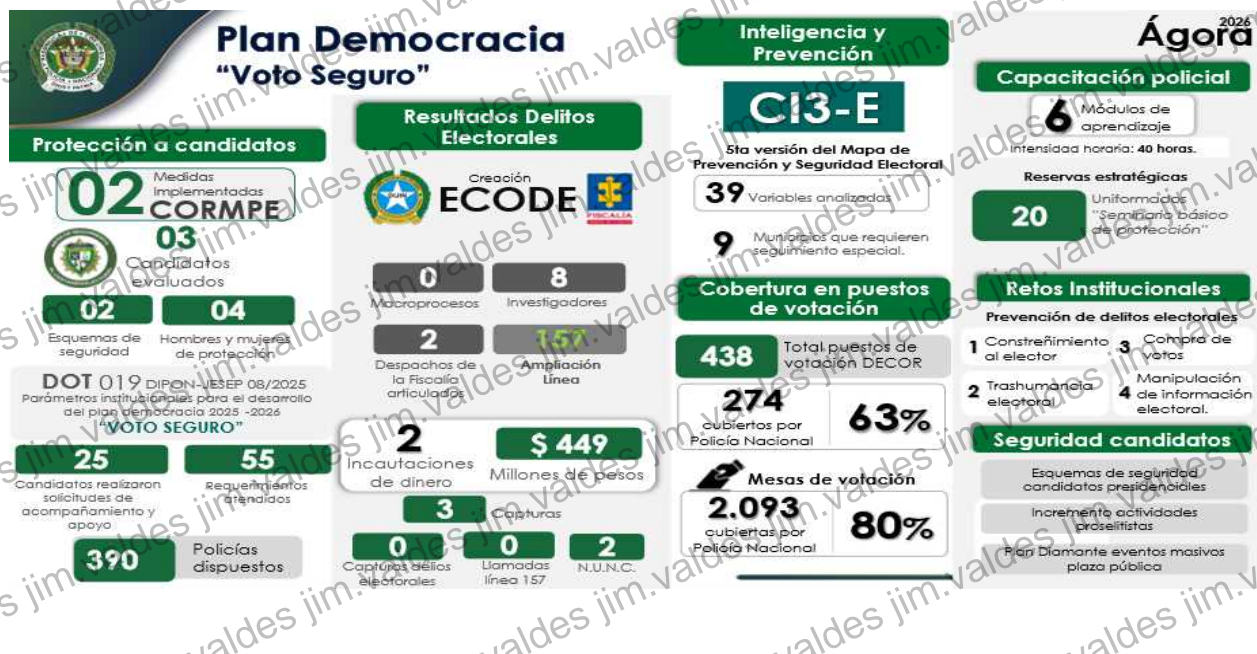 Plan Democracia
"Voto Seguro"
Protección a candidatos
02
Medidas
Implementadas
CORMPE
03
Candidatos
evaluados
02
Esquemas de
seguridad
04
Hombres y mujeres
de protección
DOT 019 DIPON-JESEP 08/2025
Parámetros institucionales para el desarrollo
del plan democracia 2025 -2026
"VOTO SEGURO"
25
Candidatos realizaron
solicitudes de
acompañamiento y
apoyo
55
Requerimientos
atendidos
390
Policías
dispuestos
Resultados Delitos
Electorales
Creación
ECODE
FISCALÍA
0
Macroprocesos
8
Investigadores
2
Despachos de
la Fiscalía
articulados
157
Ampliación
Línea
2
Incautaciones
de dinero
$ 449
Millones de pesos
3
Capturas
0
Capturas délios
electorales
0
Llamadas
línea 157
2
N.U.N.C.
Inteligencia y
Prevención
CI3-E
5ta versión del Mapa de
Prevención y Seguridad Electoral
39 Variables analizadas
9
Municipios que requieren
seguimiento especial.
Cobertura en puestos
de votación
438
Total puestos de
votación DECOR
274
cubiertos por
Policía Nacional
63%
Mesas de votación
2.093
cubiertas por
Policía Nacional
80%
2026
Ágora
Capacitación policial
6
Módulos de
aprendizaje
Intensidad horaria: 40 horas.
Reservas estratégicas
20
Uniformados
"Seminario básico
de protección"
Retos Institucionales
Prevención de delitos electorales
1 Constreñimiento
al elector
2 Trashumancia
electoral
3 Compra de
votos
4 Manipulación
de información
electoral.
Seguridad candidatos
Esquemas de seguridad
candidatos presidenciales
Incremento actividades
proselitistas
Plan Diamante eventos masivos
plaza pública
jim.valdes jim.valdes jim.valdes jim.valdes